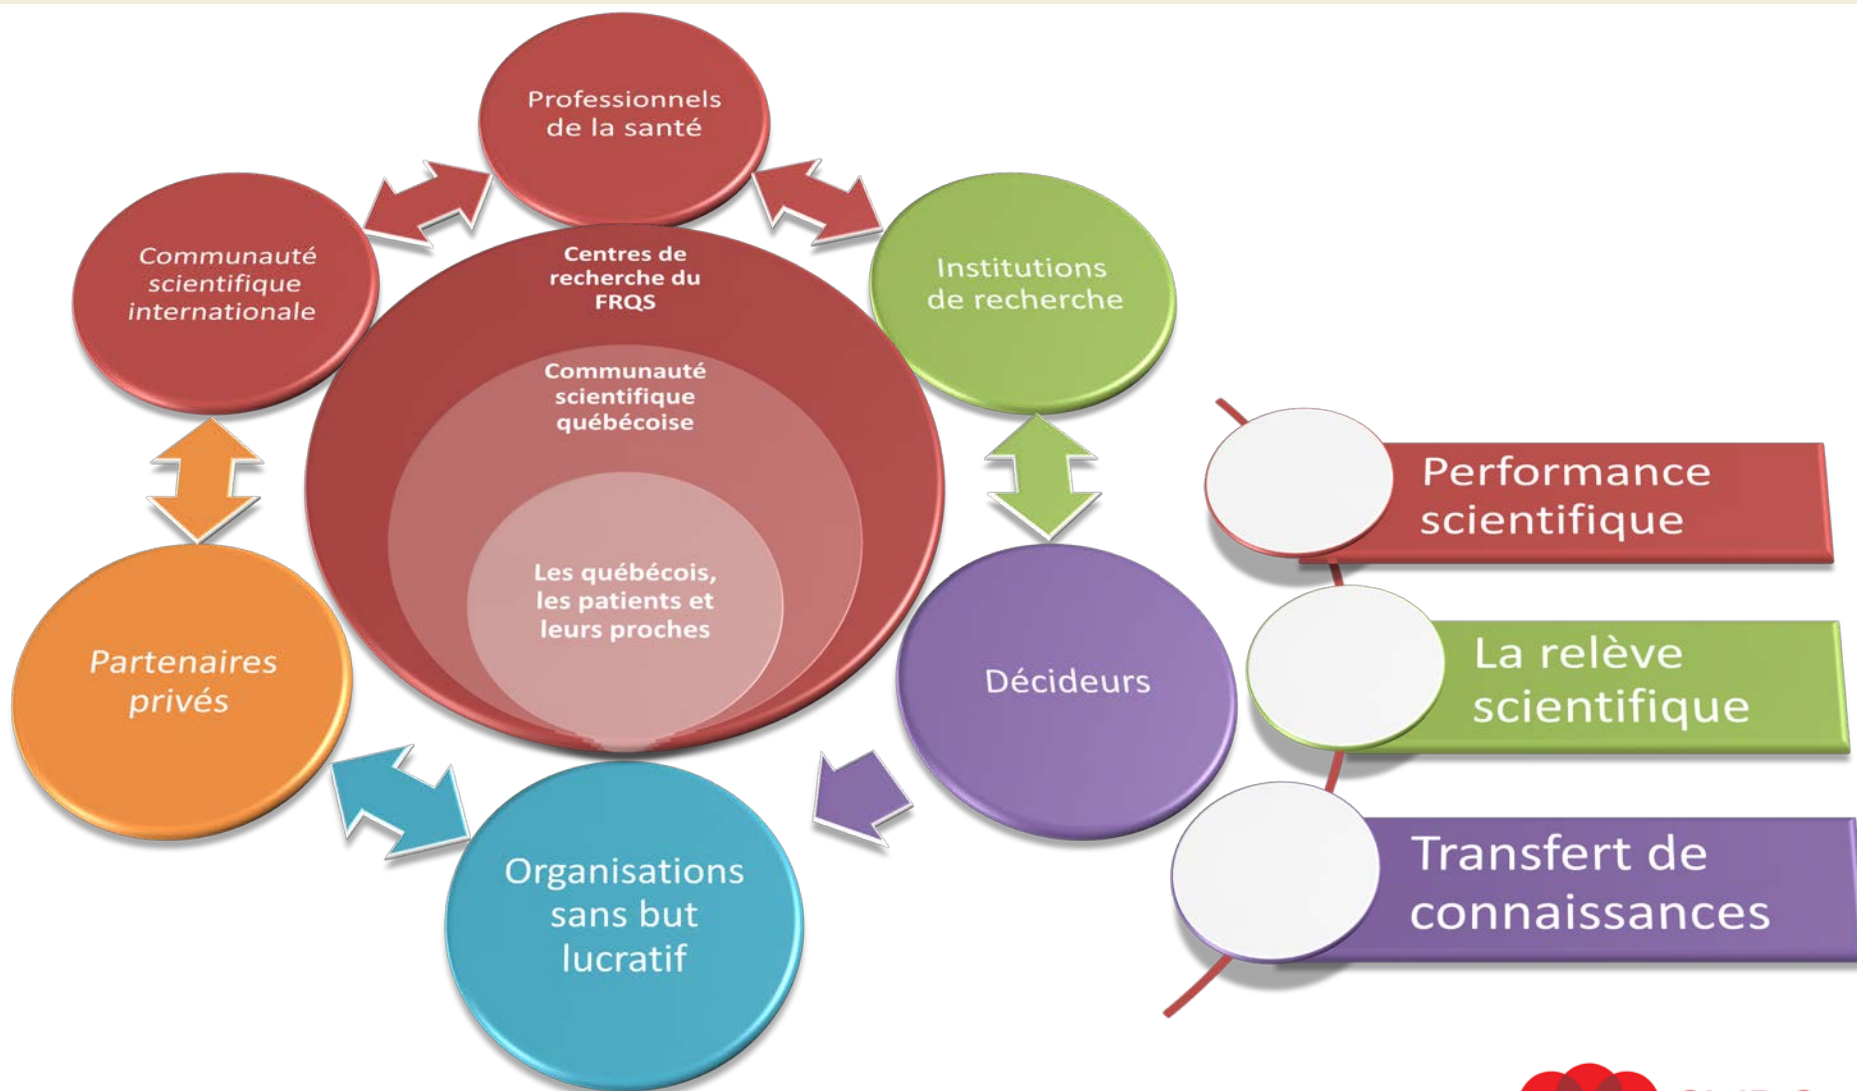 Professionnels
de la santé
Communauté
scientifique
internationale
Centres de
recherche du
FRQS
Institutions
de recherche
Communauté
scientifique
québécoise
Les québécois,
les patients et
leurs proches
Partenaires
privés
Décideurs
Organisations
sans but
lucratif
Performance
scientifique
La relève
scientifique
Transfert de
connaissances